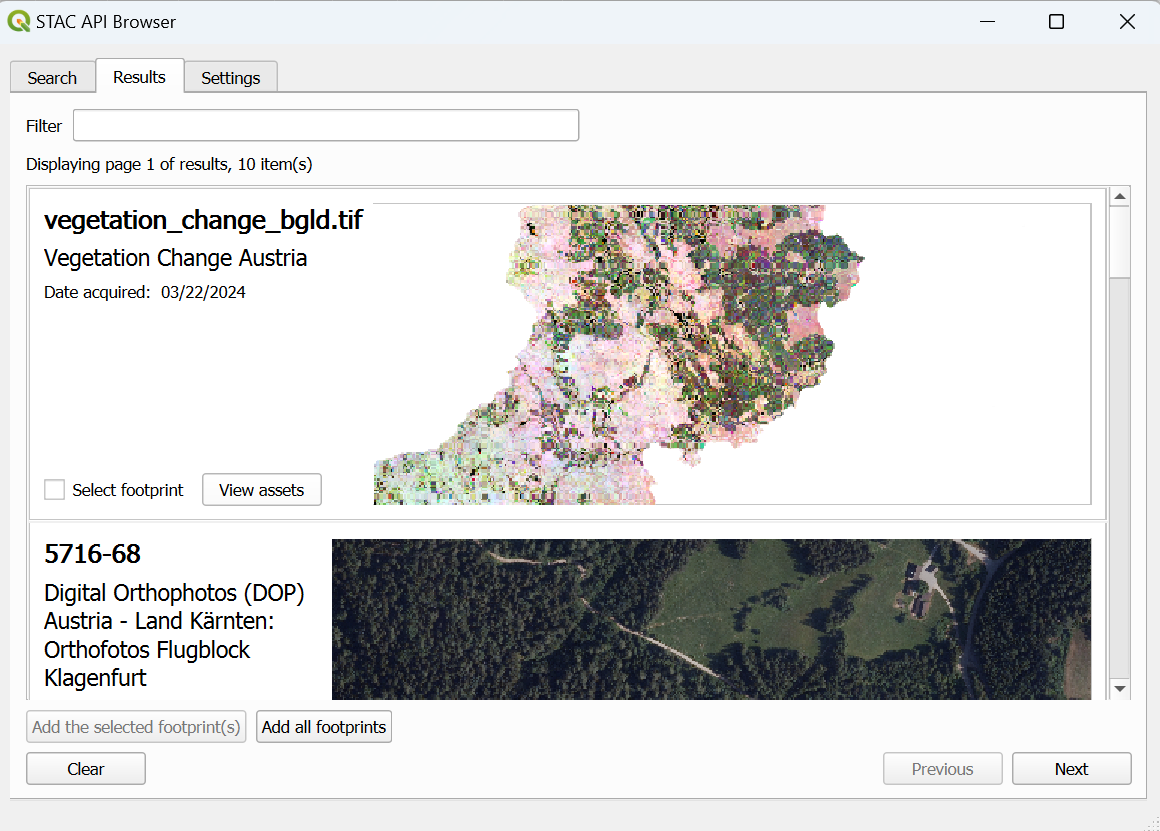 STAC API Browser
Search Results Settings
Filter
Displaying page 1 of results, 10 item(s)
vegetation_change_bgld.tif
Vegetation Change Austria
Date acquired: 03/22/2024
Select footprint View assets
5716-68
Digital Orthophotos (DOP)
Austria - Land Kärnten:
Orthofotos Flugblock
Klagenfurt
Add the selected footprint(s) Add all footprints
Clear Previous Next